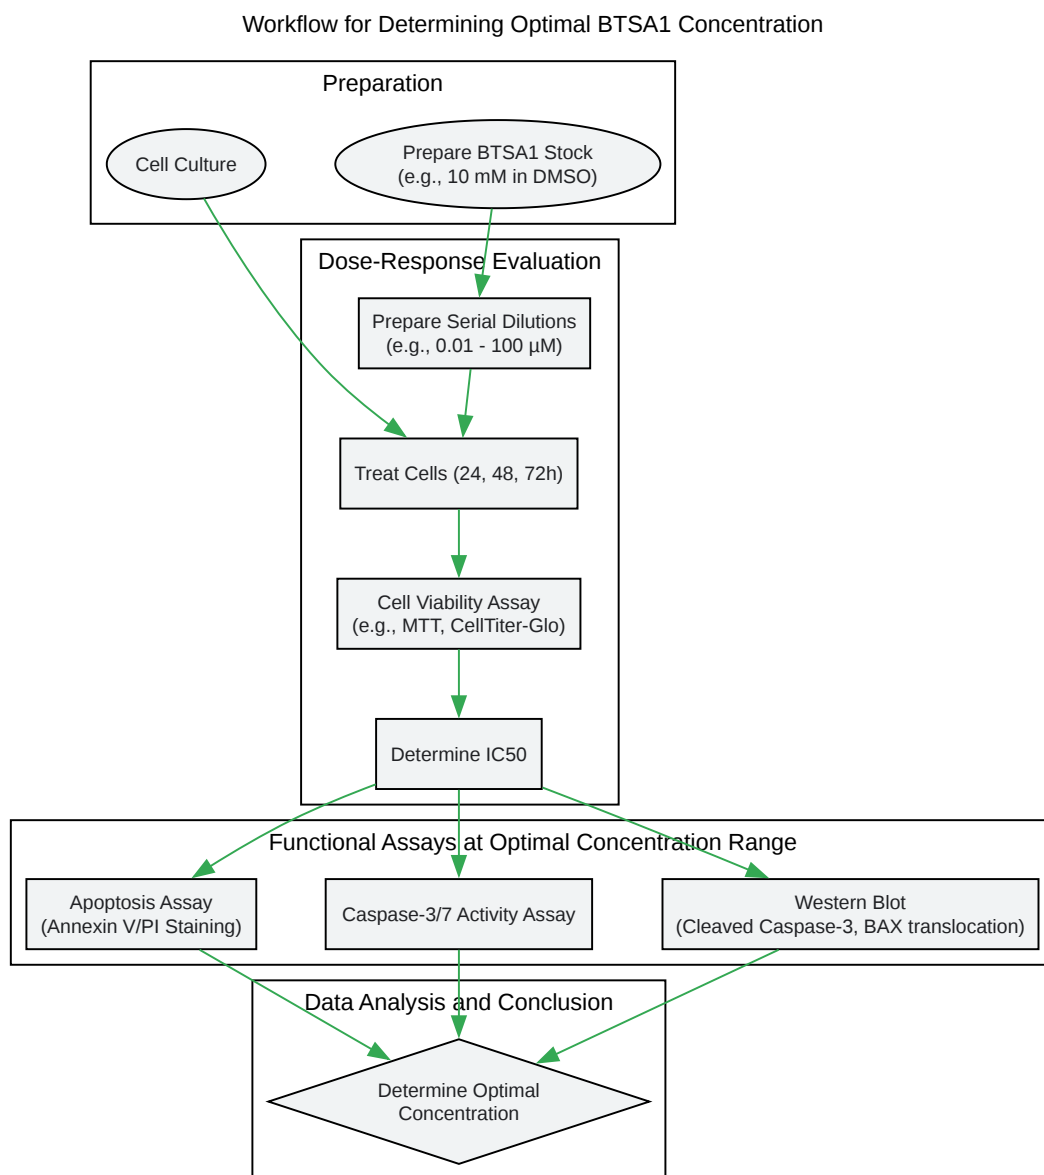 Workflow for Determining Optimal BTSA1 Concentration
Preparation
Cell Culture
Prepare BTSA1 Stock
(e.g., 10 mM in DMSO)
Dose-Response Evaluation
Prepare Serial Dilutions
(e.g., 0.01 - 100 µM)
Treat Cells (24, 48, 72h)
Cell Viability Assay
(e.g., MTT, CellTiter-Glo)
Determine IC50
Functional Assays at Optimal Concentration Range
Apoptosis Assay
(Annexin V/PI Staining)
Caspase-3/7 Activity Assay
Western Blot
(Cleaved Caspase-3, BAX translocation)
Data Analysis and Conclusion
Determine Optimal
Concentration